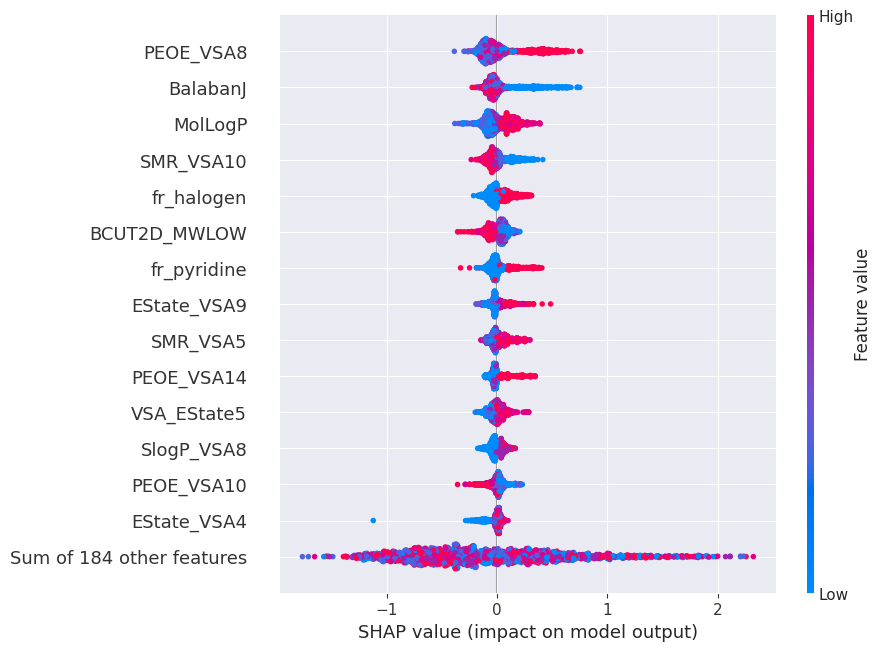 High
PEOE_VSA8
BalabanJ
MolLogP
SMR_VSA10
fr_halogen
BCUT2D_MWLOW
fr_pyridine
EState_VSA9
SMR_VSA5
PEOE_VSA14
VSA_EState5
SlogP_VSA8
PEOE_VSA10
EState_VSA4
Sum of 184 other features
Feature value
Low
−1 0 1 2
SHAP value (impact on model output)